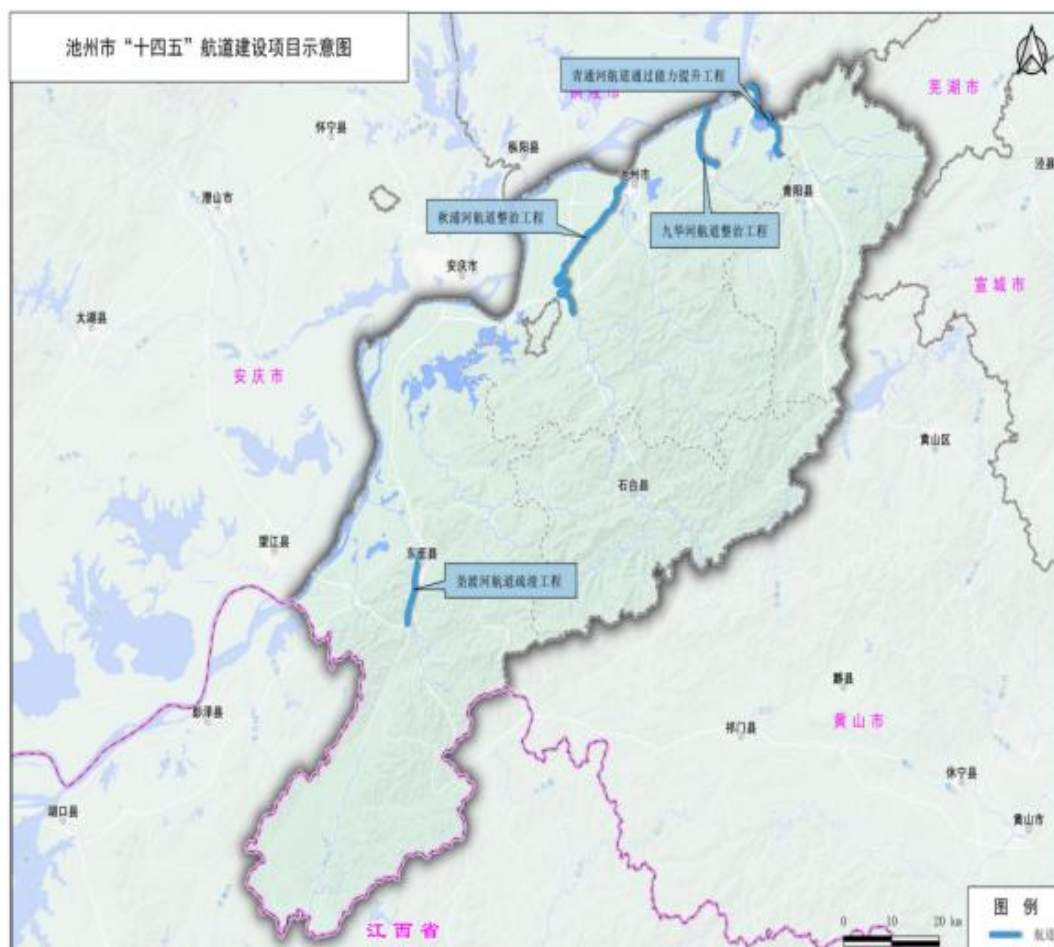 池州市“十四五”航道建设项目示意图
青通河航道通过能力提升工程
芜湖市
怀宁县
枞阳县
泾县
池州市
潜山市
青阳县
秋浦河航道整治工程
九华河航道整治工程
安庆市
宣城市
太湖县
安庆市
黄山区
石台县
望江县
东至县
尧渡河航道疏浚工程
黟县
彭泽县
黄山市
祁门县
休宁县
湖口县
黄山市
图 例
0 10 20 km
江西省
航道